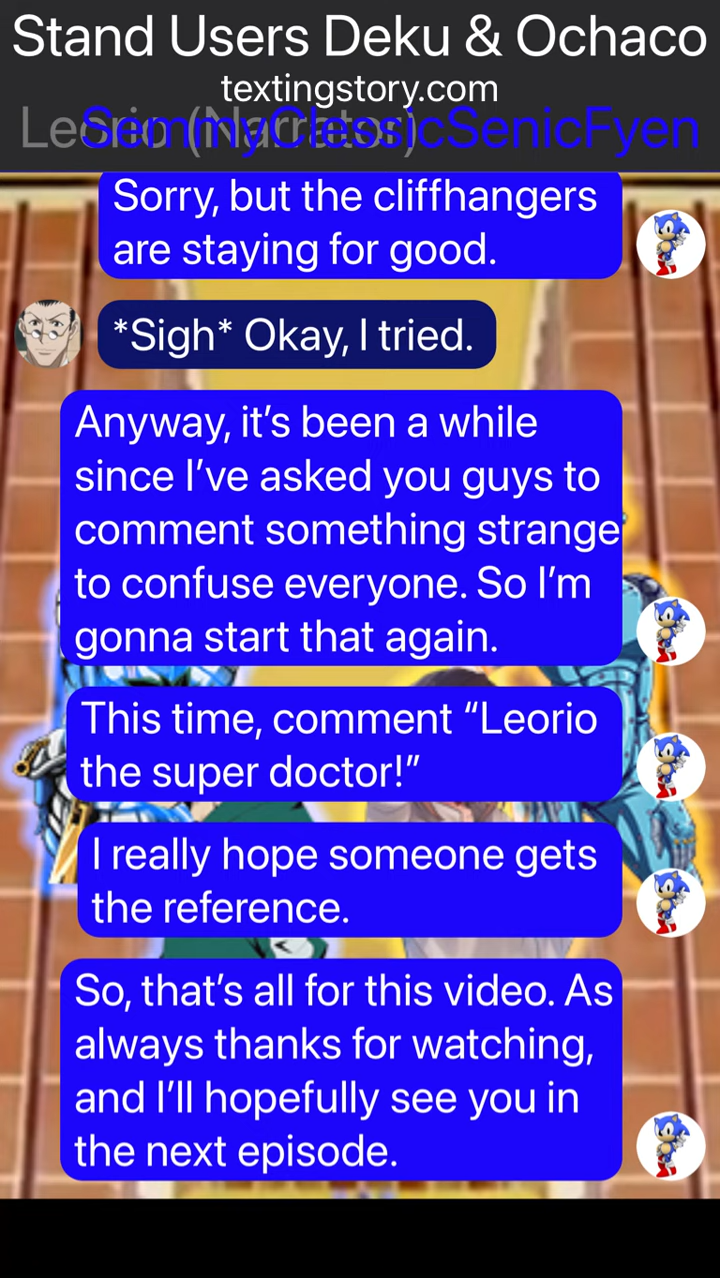 Stand Users Deku & Ochaco
textingstory.com
Leorio (Narrator)
SemmyClessicSenicFyen
Sorry, but the cliffhangers
are staying for good.
*Sigh* Okay, I tried.
Anyway, it’s been a while
since I’ve asked you guys to
comment something strange
to confuse everyone. So I’m
gonna start that again.
This time, comment “Leorio
the super doctor!”
I really hope someone gets
the reference.
So, that’s all for this video. As
always thanks for watching,
and I’ll hopefully see you in
the next episode.